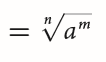 = ⁿ√aᵐ